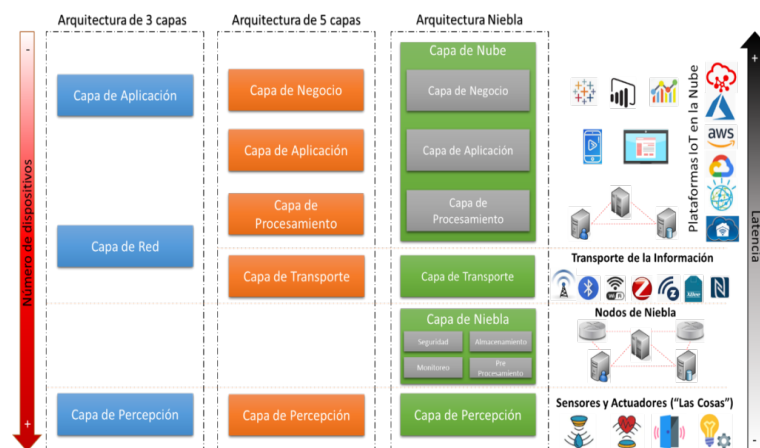 Arquitectura de 3 capas
Arquitectura de 5 capas
Arquitectura Niebla
-
Número de dispositivos
+
Capa de Aplicación
Capa de Red
Capa de Percepción
Capa de Negocio
Capa de Aplicación
Capa de
Procesamiento
Capa de Transporte
Capa de Percepción
Capa de Nube
Capa de Negocio
Capa de Aplicación
Capa de
Procesamiento
Capa de Transporte
Capa de Niebla
Seguridad
Almacenamiento
Monitoreo
Pre
Procesamiento
Capa de Percepción
Plataformas IoT en la Nube
aws
Transporte de la Información
Wi Fi
Nodos de Niebla
Sensores y Actuadores ("Las Cosas")
+
Latencia
-